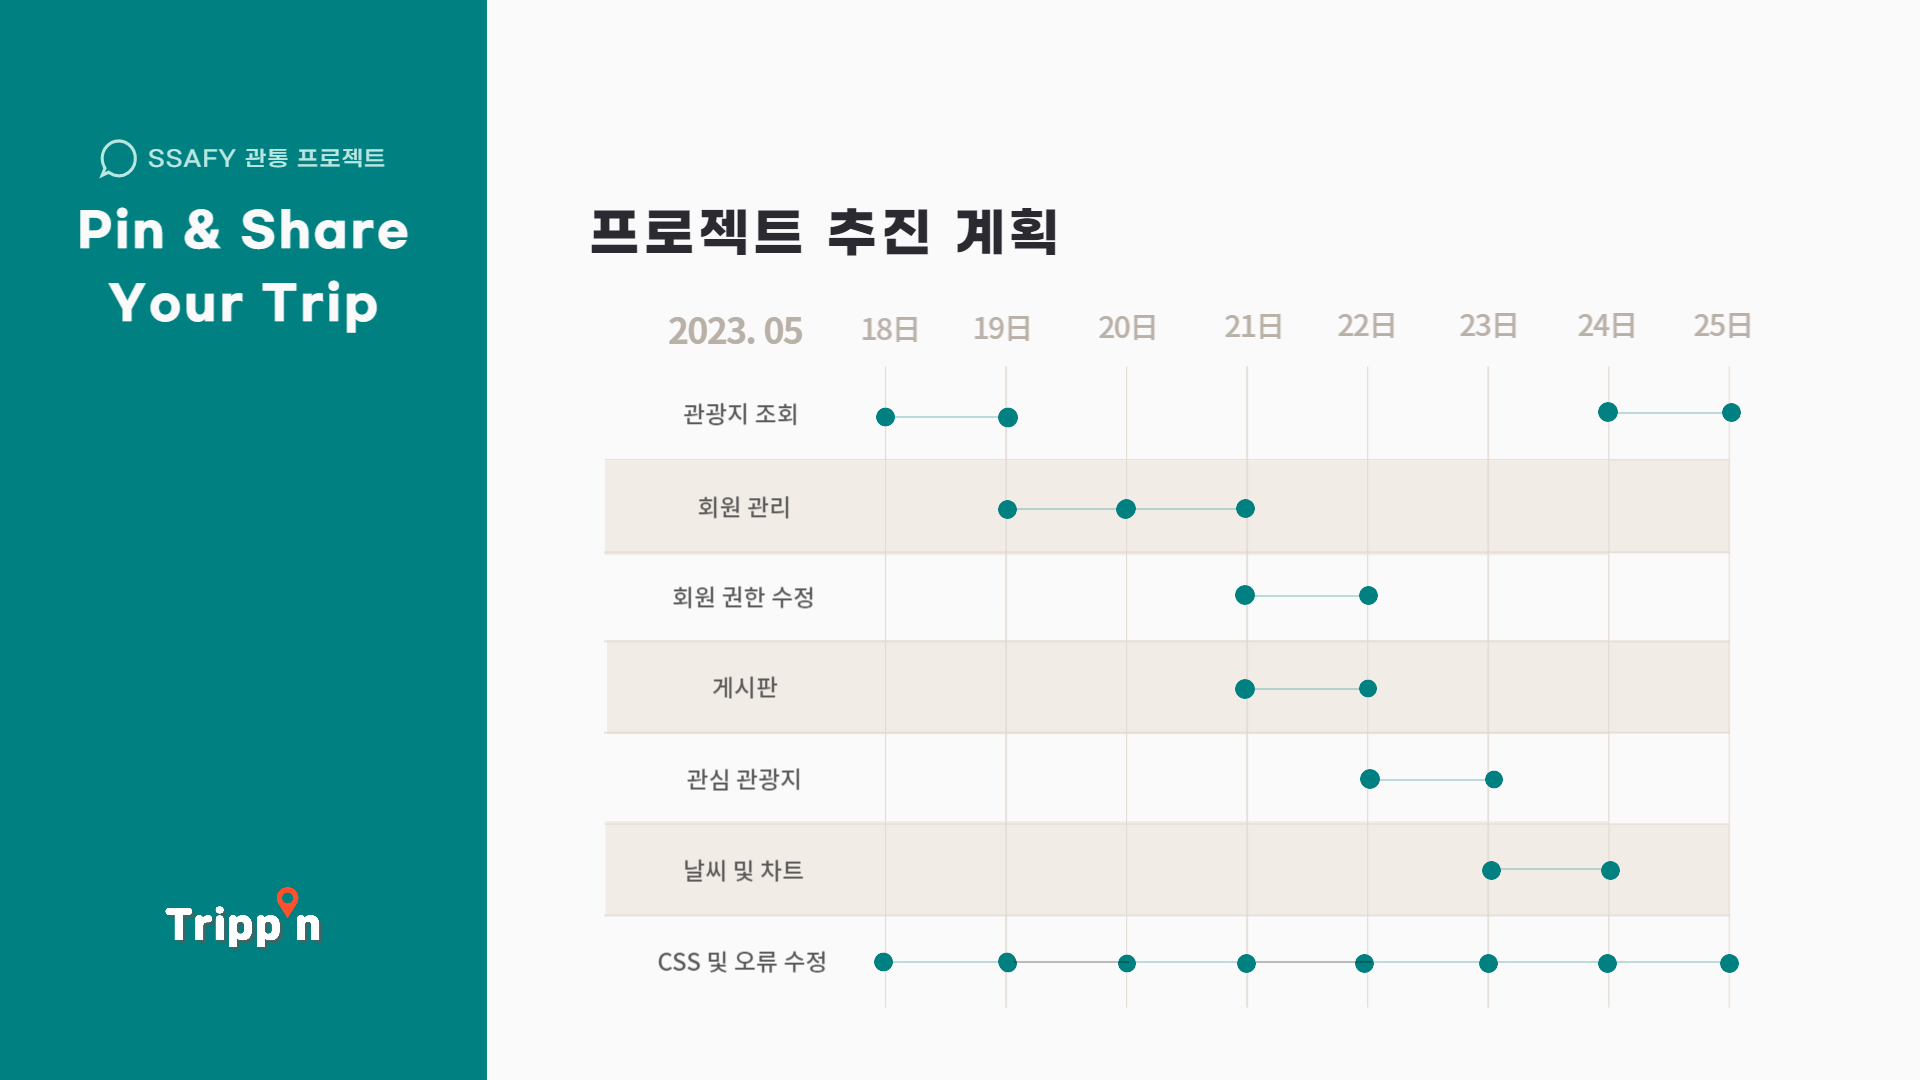 SSAFY 관통 프로젝트
Pin & Share
Your Trip
Tripp n
프로젝트 추진 계획
2023. 05 18日 19日 20日 21日 22日 23日 24日 25日
관광지 조회
회원 관리
회원 권한 수정
게시판
관심 관광지
날씨 및 차트
CSS 및 오류 수정